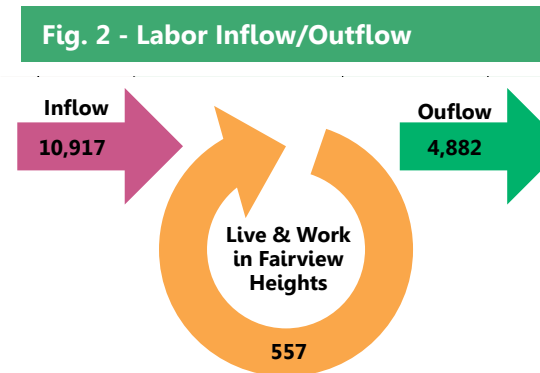 Fig. 2 - Labor Inflow/Outflow
Inflow
10,917
Ouflow
4,882
Live & Work
in Fairview
Heights
557